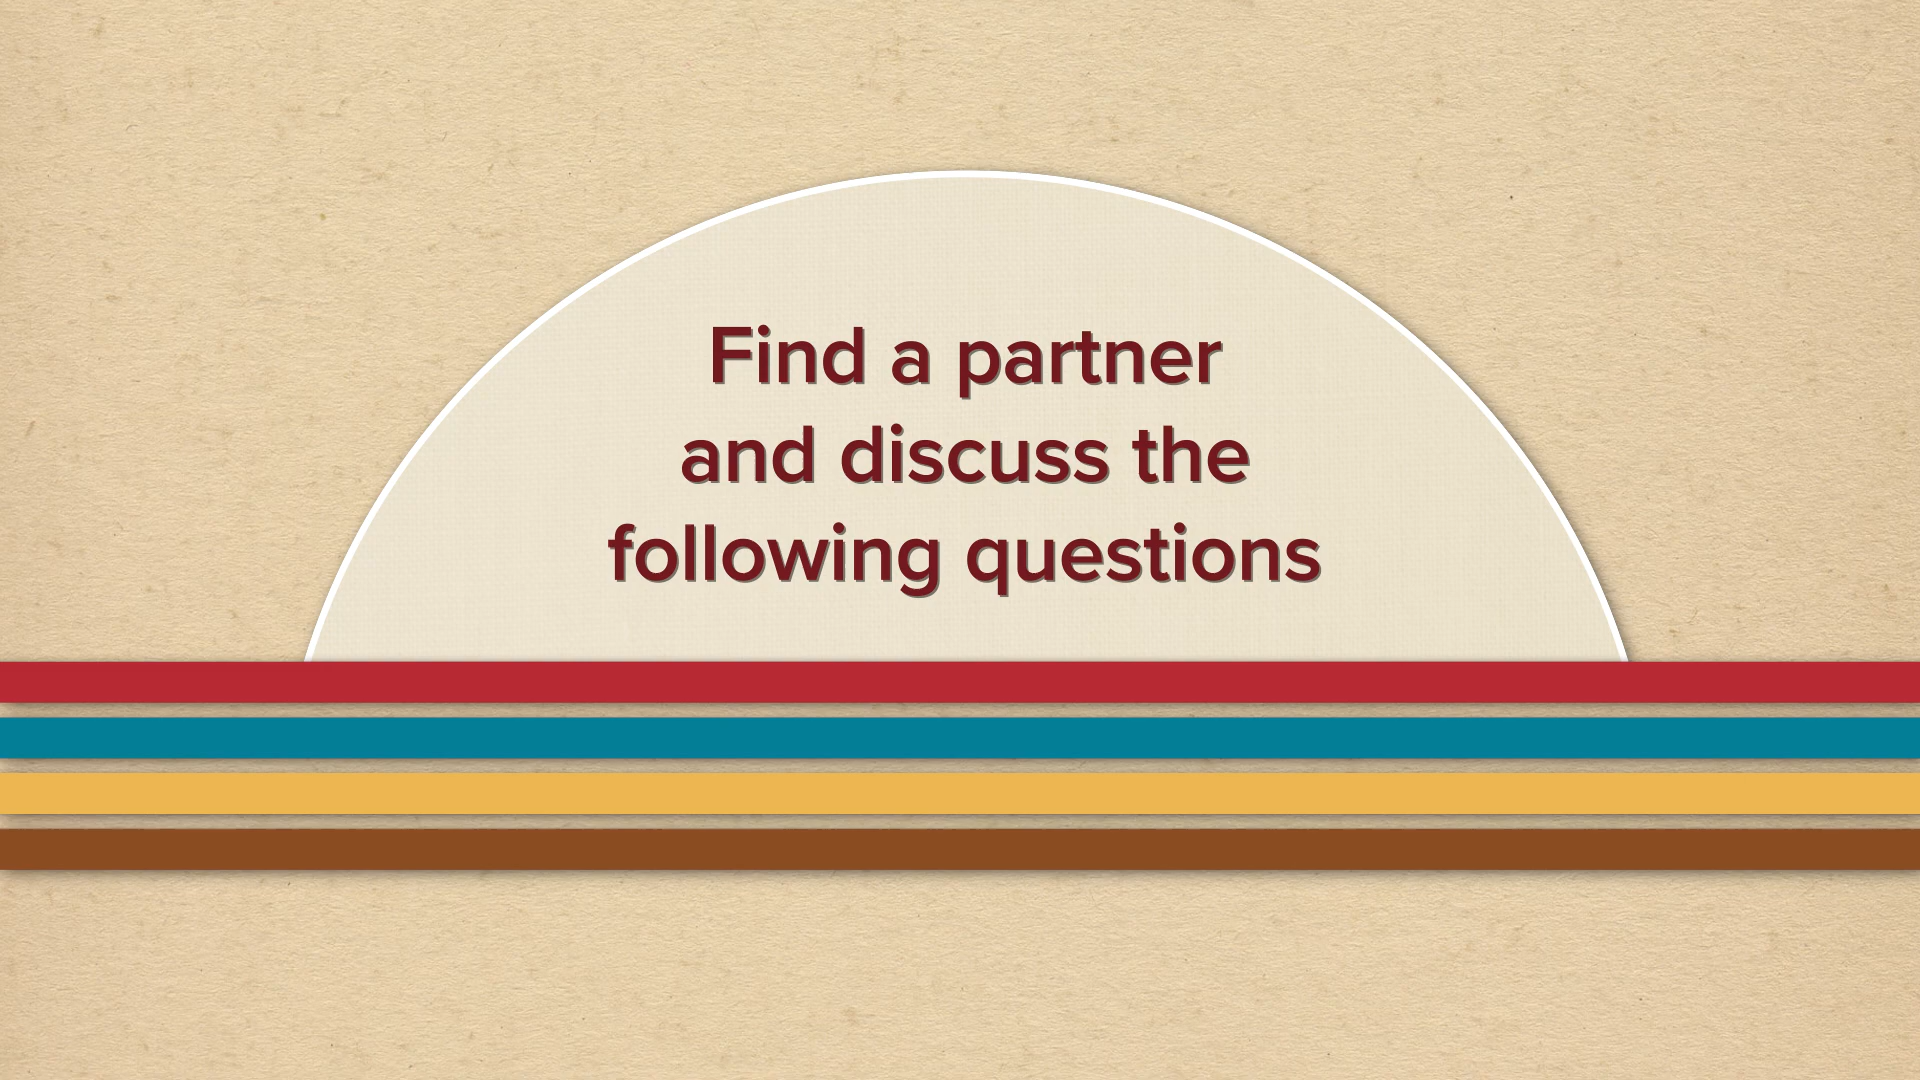 Find a partner
and discuss the
following questions